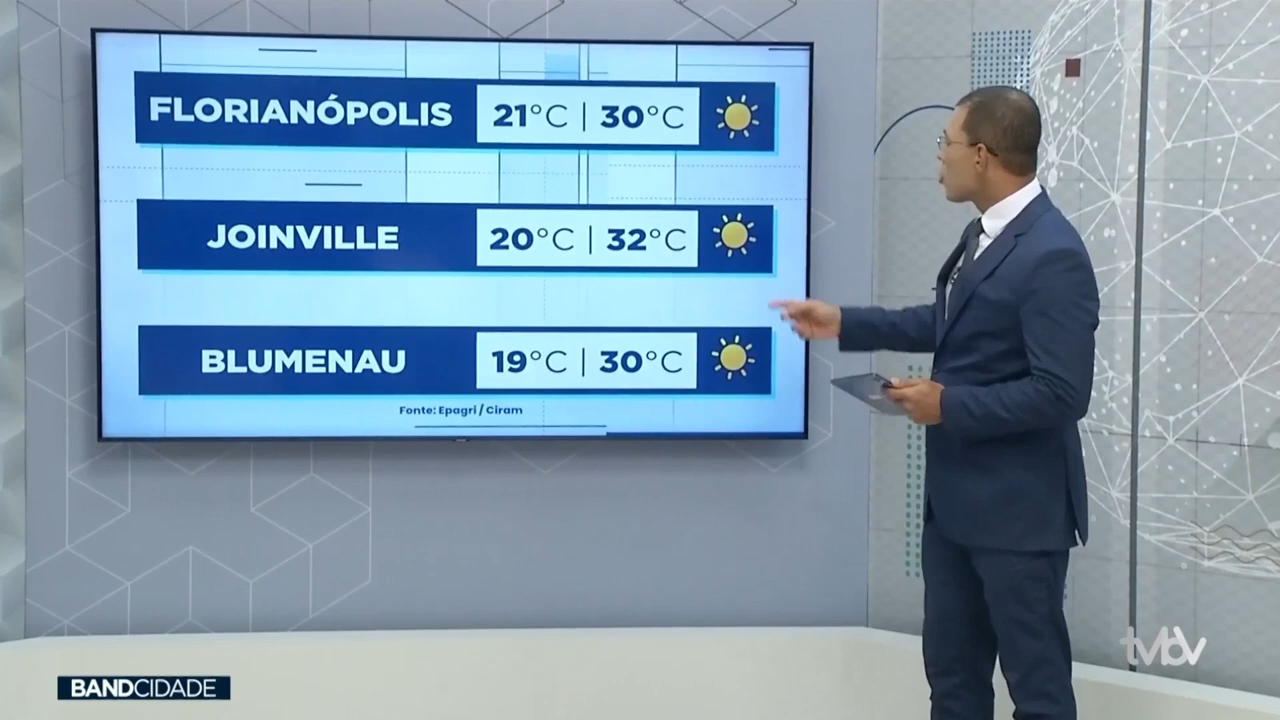 FLORIANÓPOLIS 21°C | 30°C
JOINVILLE 20°C | 32°C
BLUMENAU 19°C | 30°C
Fonte: Epagri / Ciram
BANDCIDADE
tvbv